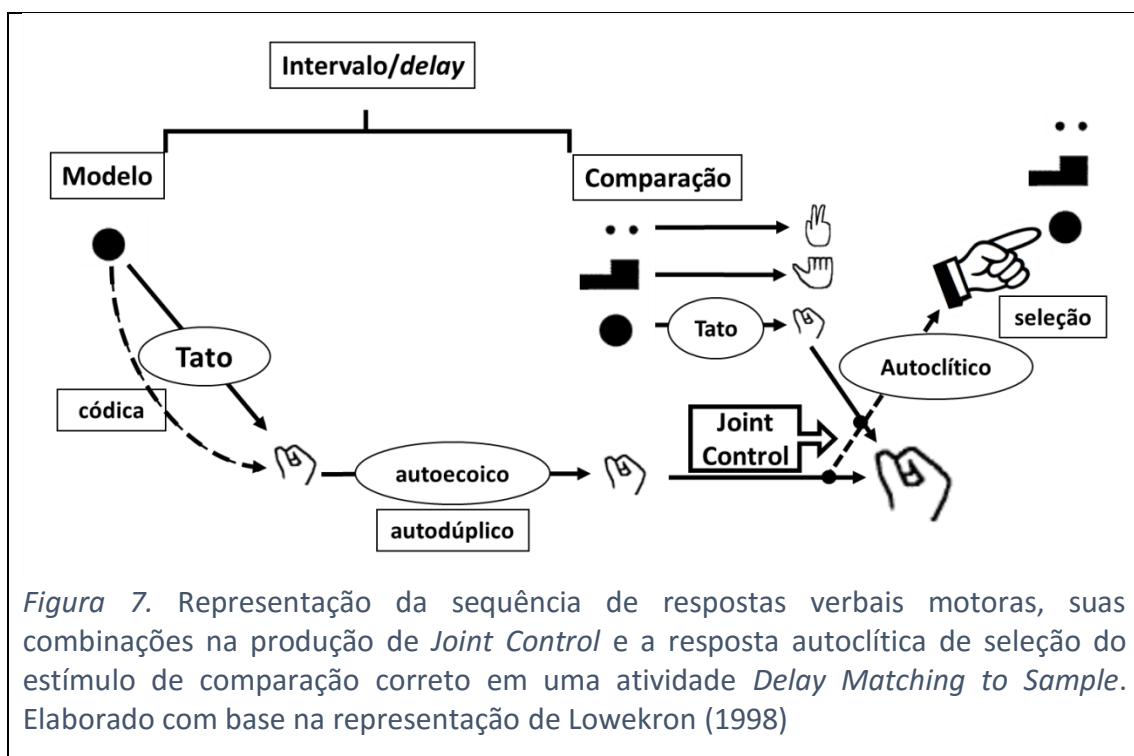 Intervalo/delay
Modelo
Comparação
Tato
códica
Tato
autoecoico
autodúplico
Joint
Control
Autoclítico
seleção
Figura 7. Representação da sequência de respostas verbais motoras, suas
combinações na produção de Joint Control e a resposta autoclítica de seleção do
estímulo de comparação correto em uma atividade Delay Matching to Sample.
Elaborado com base na representação de Lowekron (1998)